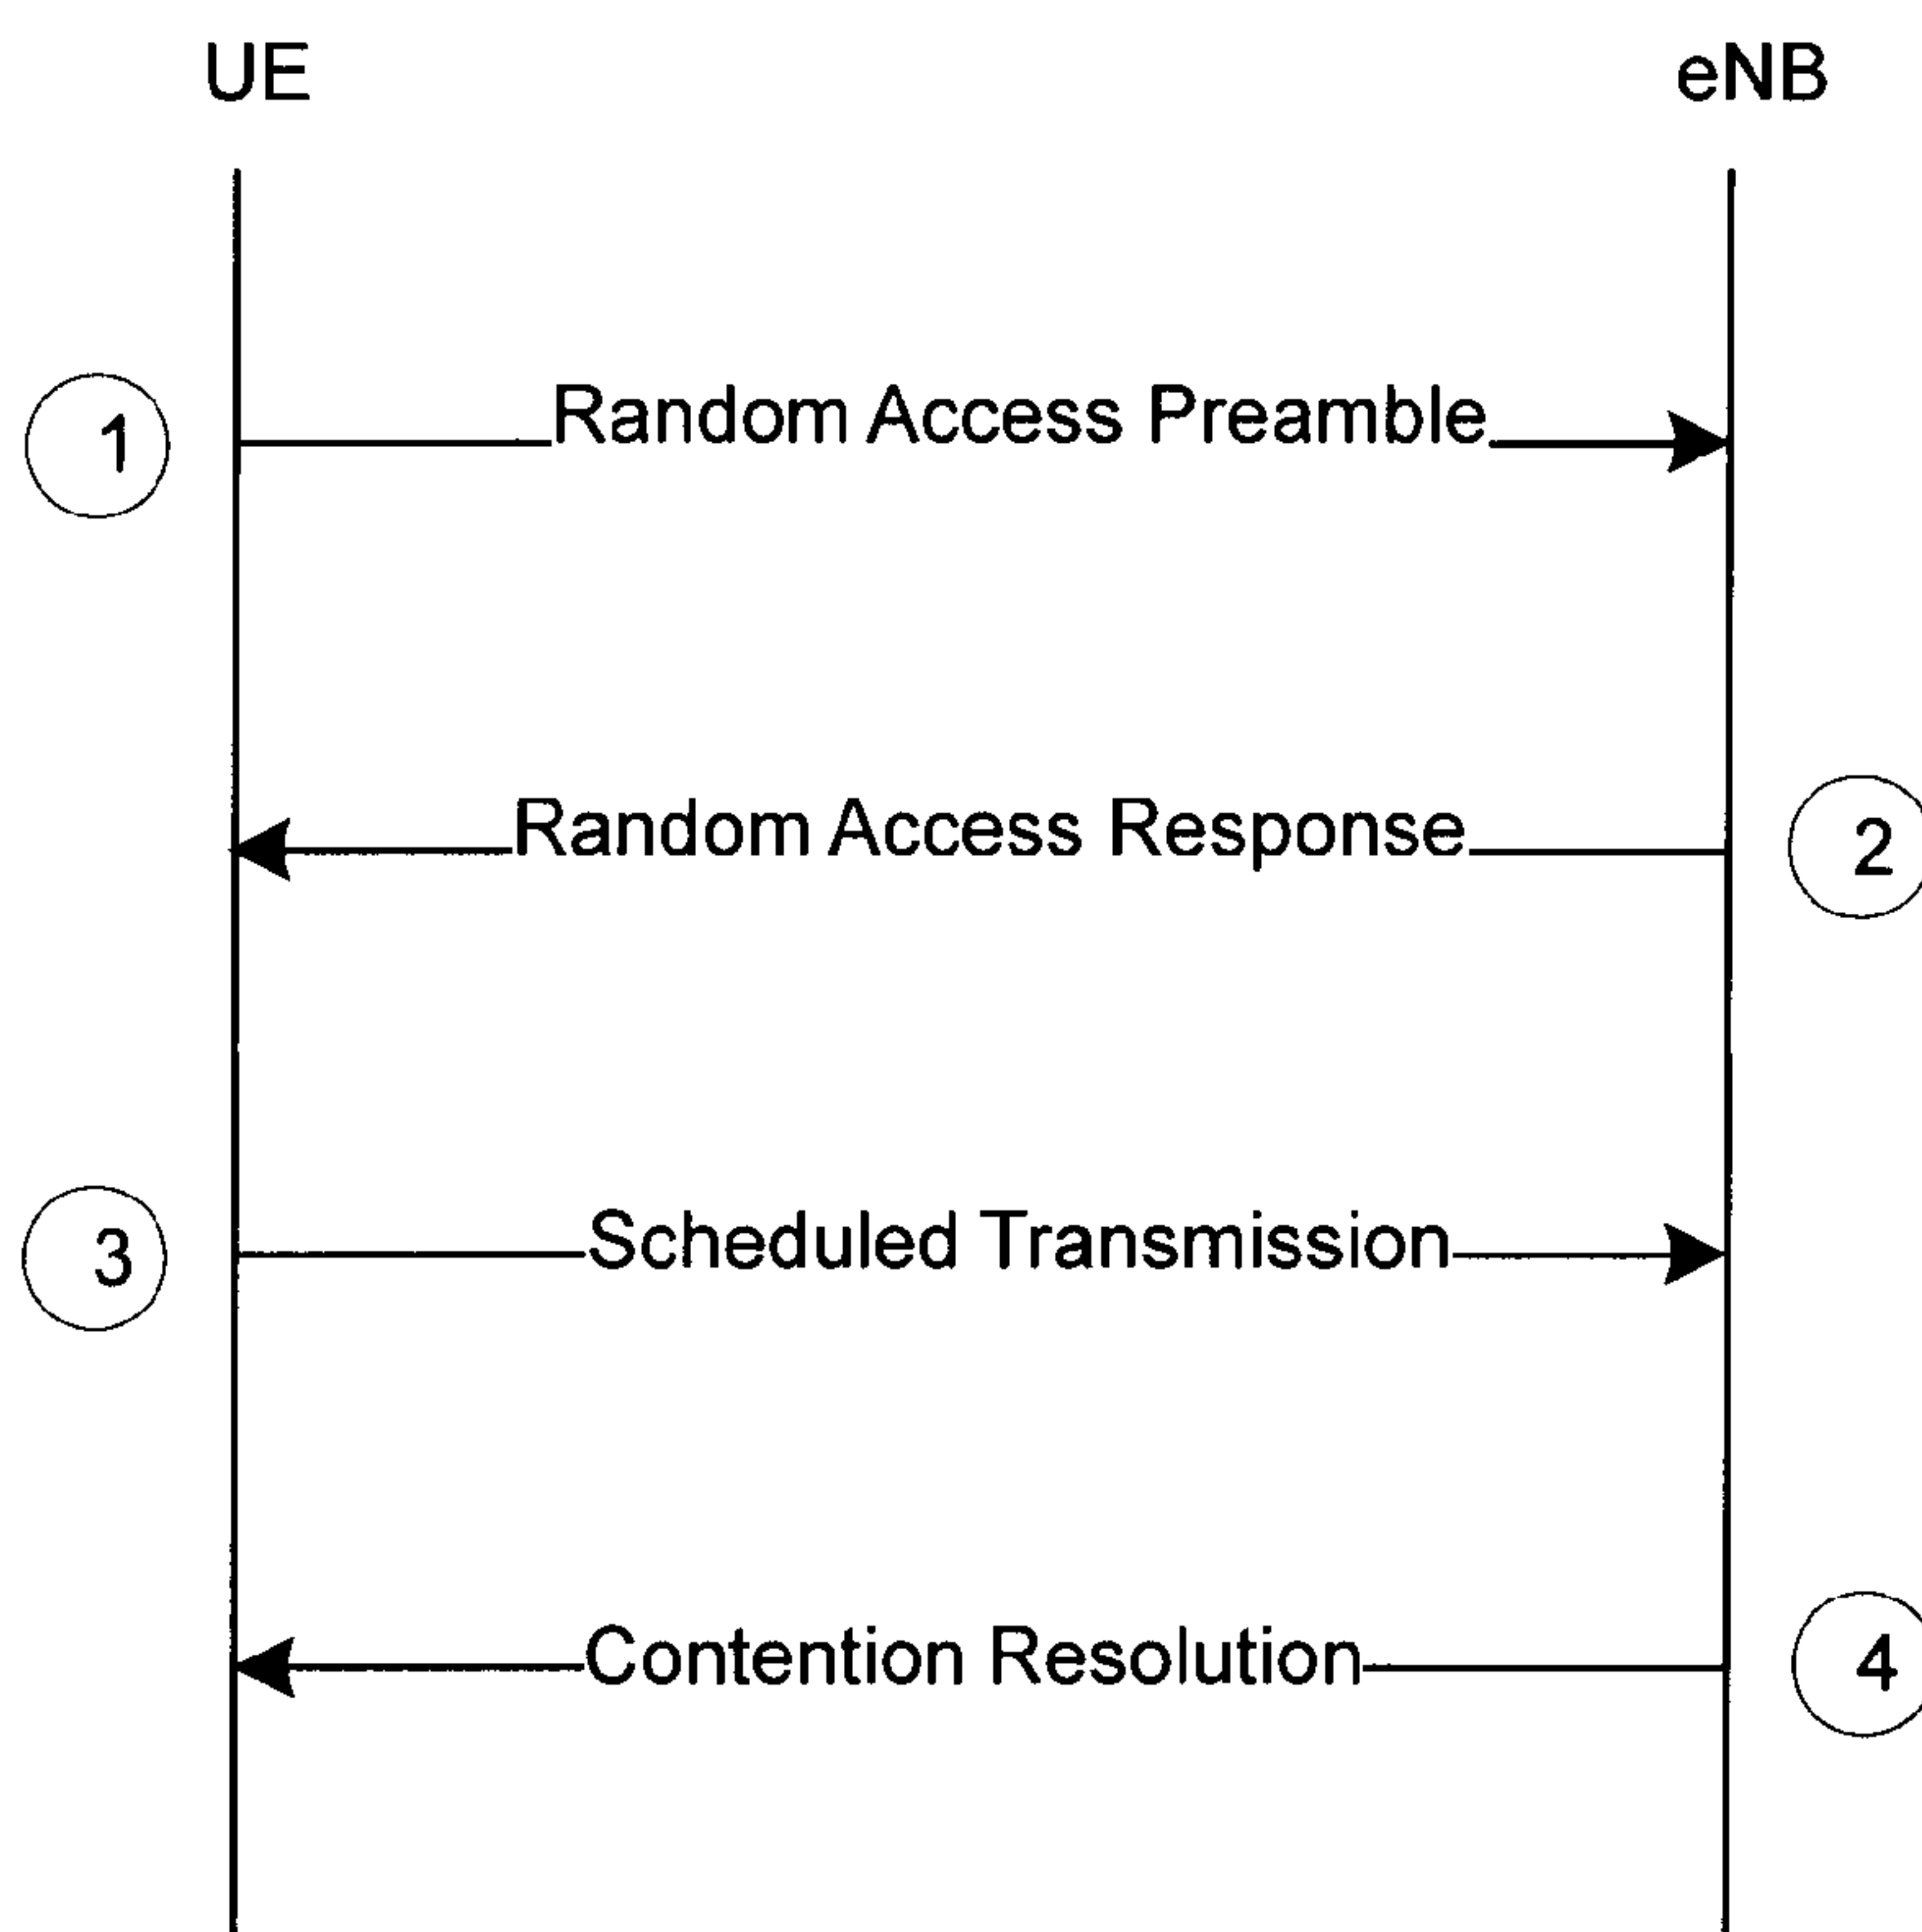 UE eNB
1 Random Access Preamble
Random Access Response 2
3 Scheduled Transmission
Contention Resolution 4